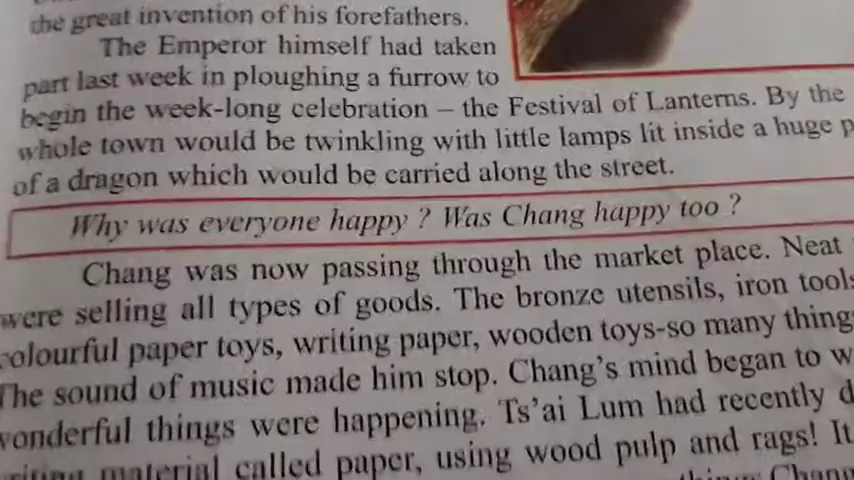 the great invention of his forefathers.
The Emperor himself had taken
part last week in ploughing a furrow to
begin the week-long celebration – the Festival of Lanterns. By the
whole town would be twinkling with little lamps lit inside a huge
of a dragon which would be carried along the street.
Why was everyone happy ? Was Chang happy too ?
Chang was now passing through the market place. Neat
were selling all types of goods. The bronze utensils, iron tools
colourful paper toys, writing paper, wooden toys-so many things
The sound of music made him stop. Chang's mind began to
wonderful things were happening. Ts'ai Lum had recently
writing material called paper, using wood pulp and rags! It
Chang